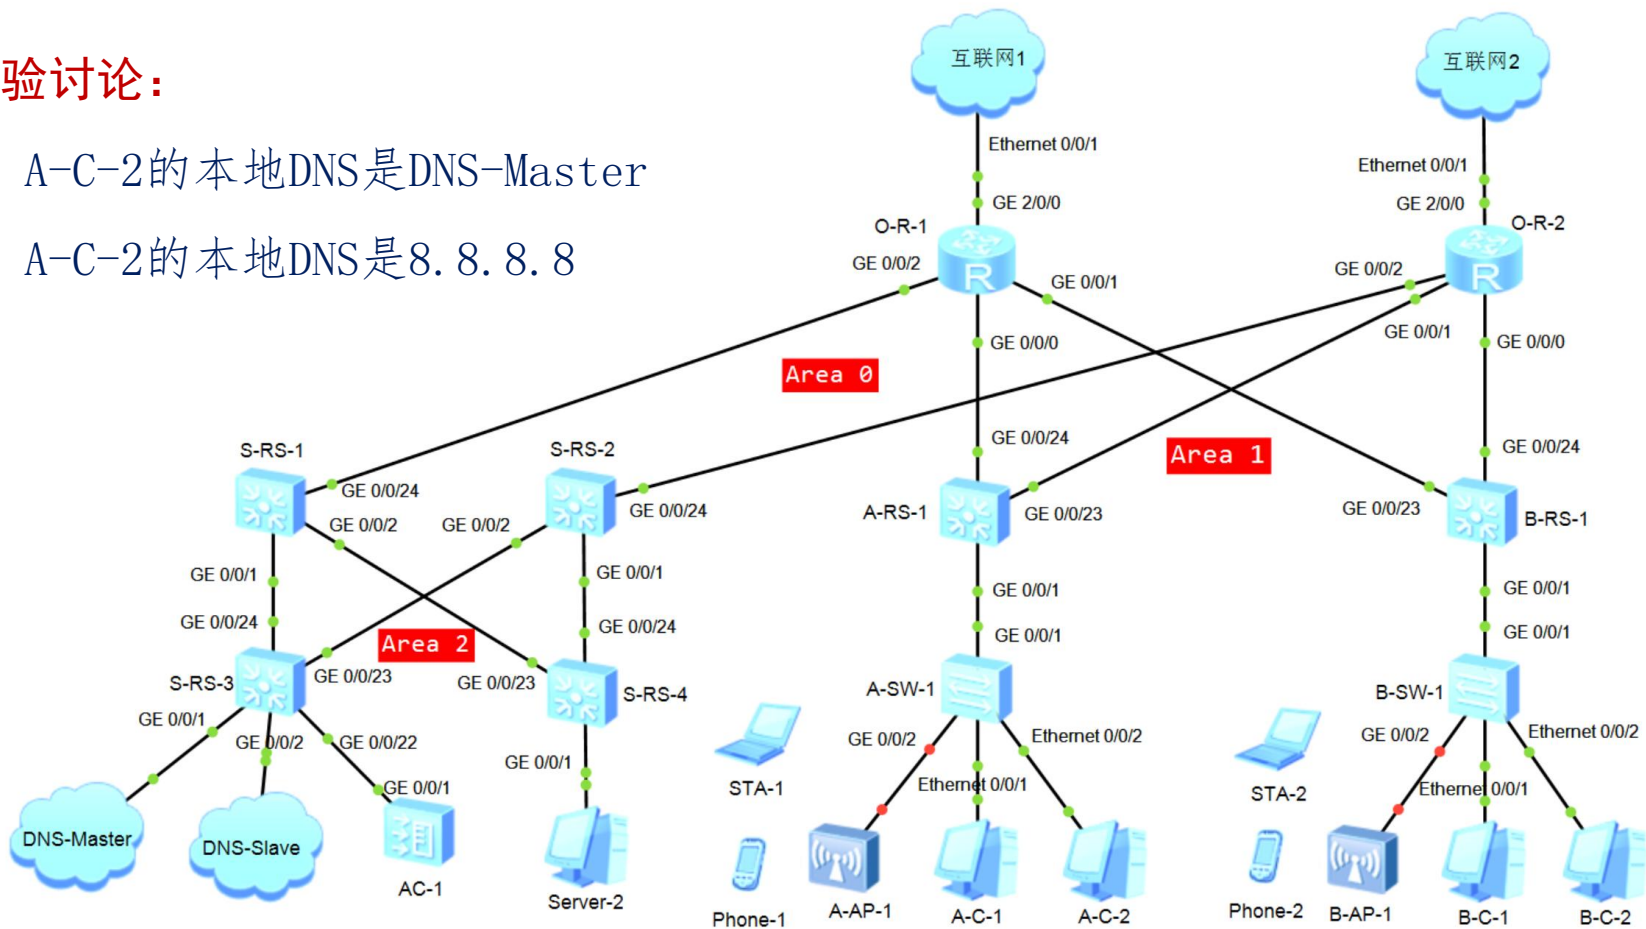 验讨论：
A-C-2的本地DNS是DNS-Master
A-C-2的本地DNS是8.8.8.8
互联网1
互联网2
Ethernet 0/0/1
Ethernet 0/0/1
GE 2/0/0
GE 2/0/0
O-R-1
O-R-2
R
R
GE 0/0/2
GE 0/0/1
GE 0/0/2
GE 0/0/1
GE 0/0/0
GE 0/0/0
Area 0
Area 1
S-RS-1
S-RS-2
GE 0/0/24
GE 0/0/24
GE 0/0/24
GE 0/0/24
GE 0/0/2
GE 0/0/2
A-RS-1
GE 0/0/23
GE 0/0/23
B-RS-1
GE 0/0/1
GE 0/0/1
GE 0/0/1
GE 0/0/1
GE 0/0/24
GE 0/0/24
GE 0/0/1
GE 0/0/1
Area 2
S-RS-3
GE 0/0/23
GE 0/0/23
S-RS-4
A-SW-1
B-SW-1
GE 0/0/1
GE 0/0/2
GE 0/0/22
GE 0/0/1
GE 0/0/2
Ethernet 0/0/2
GE 0/0/2
Ethernet 0/0/2
GE 0/0/1
STA-1
Ethernet 0/0/1
STA-2
Ethernet 0/0/1
DNS-Master
DNS-Slave
AC-1
Server-2
Phone-1
A-AP-1
A-C-1
A-C-2
Phone-2
B-AP-1
B-C-1
B-C-2